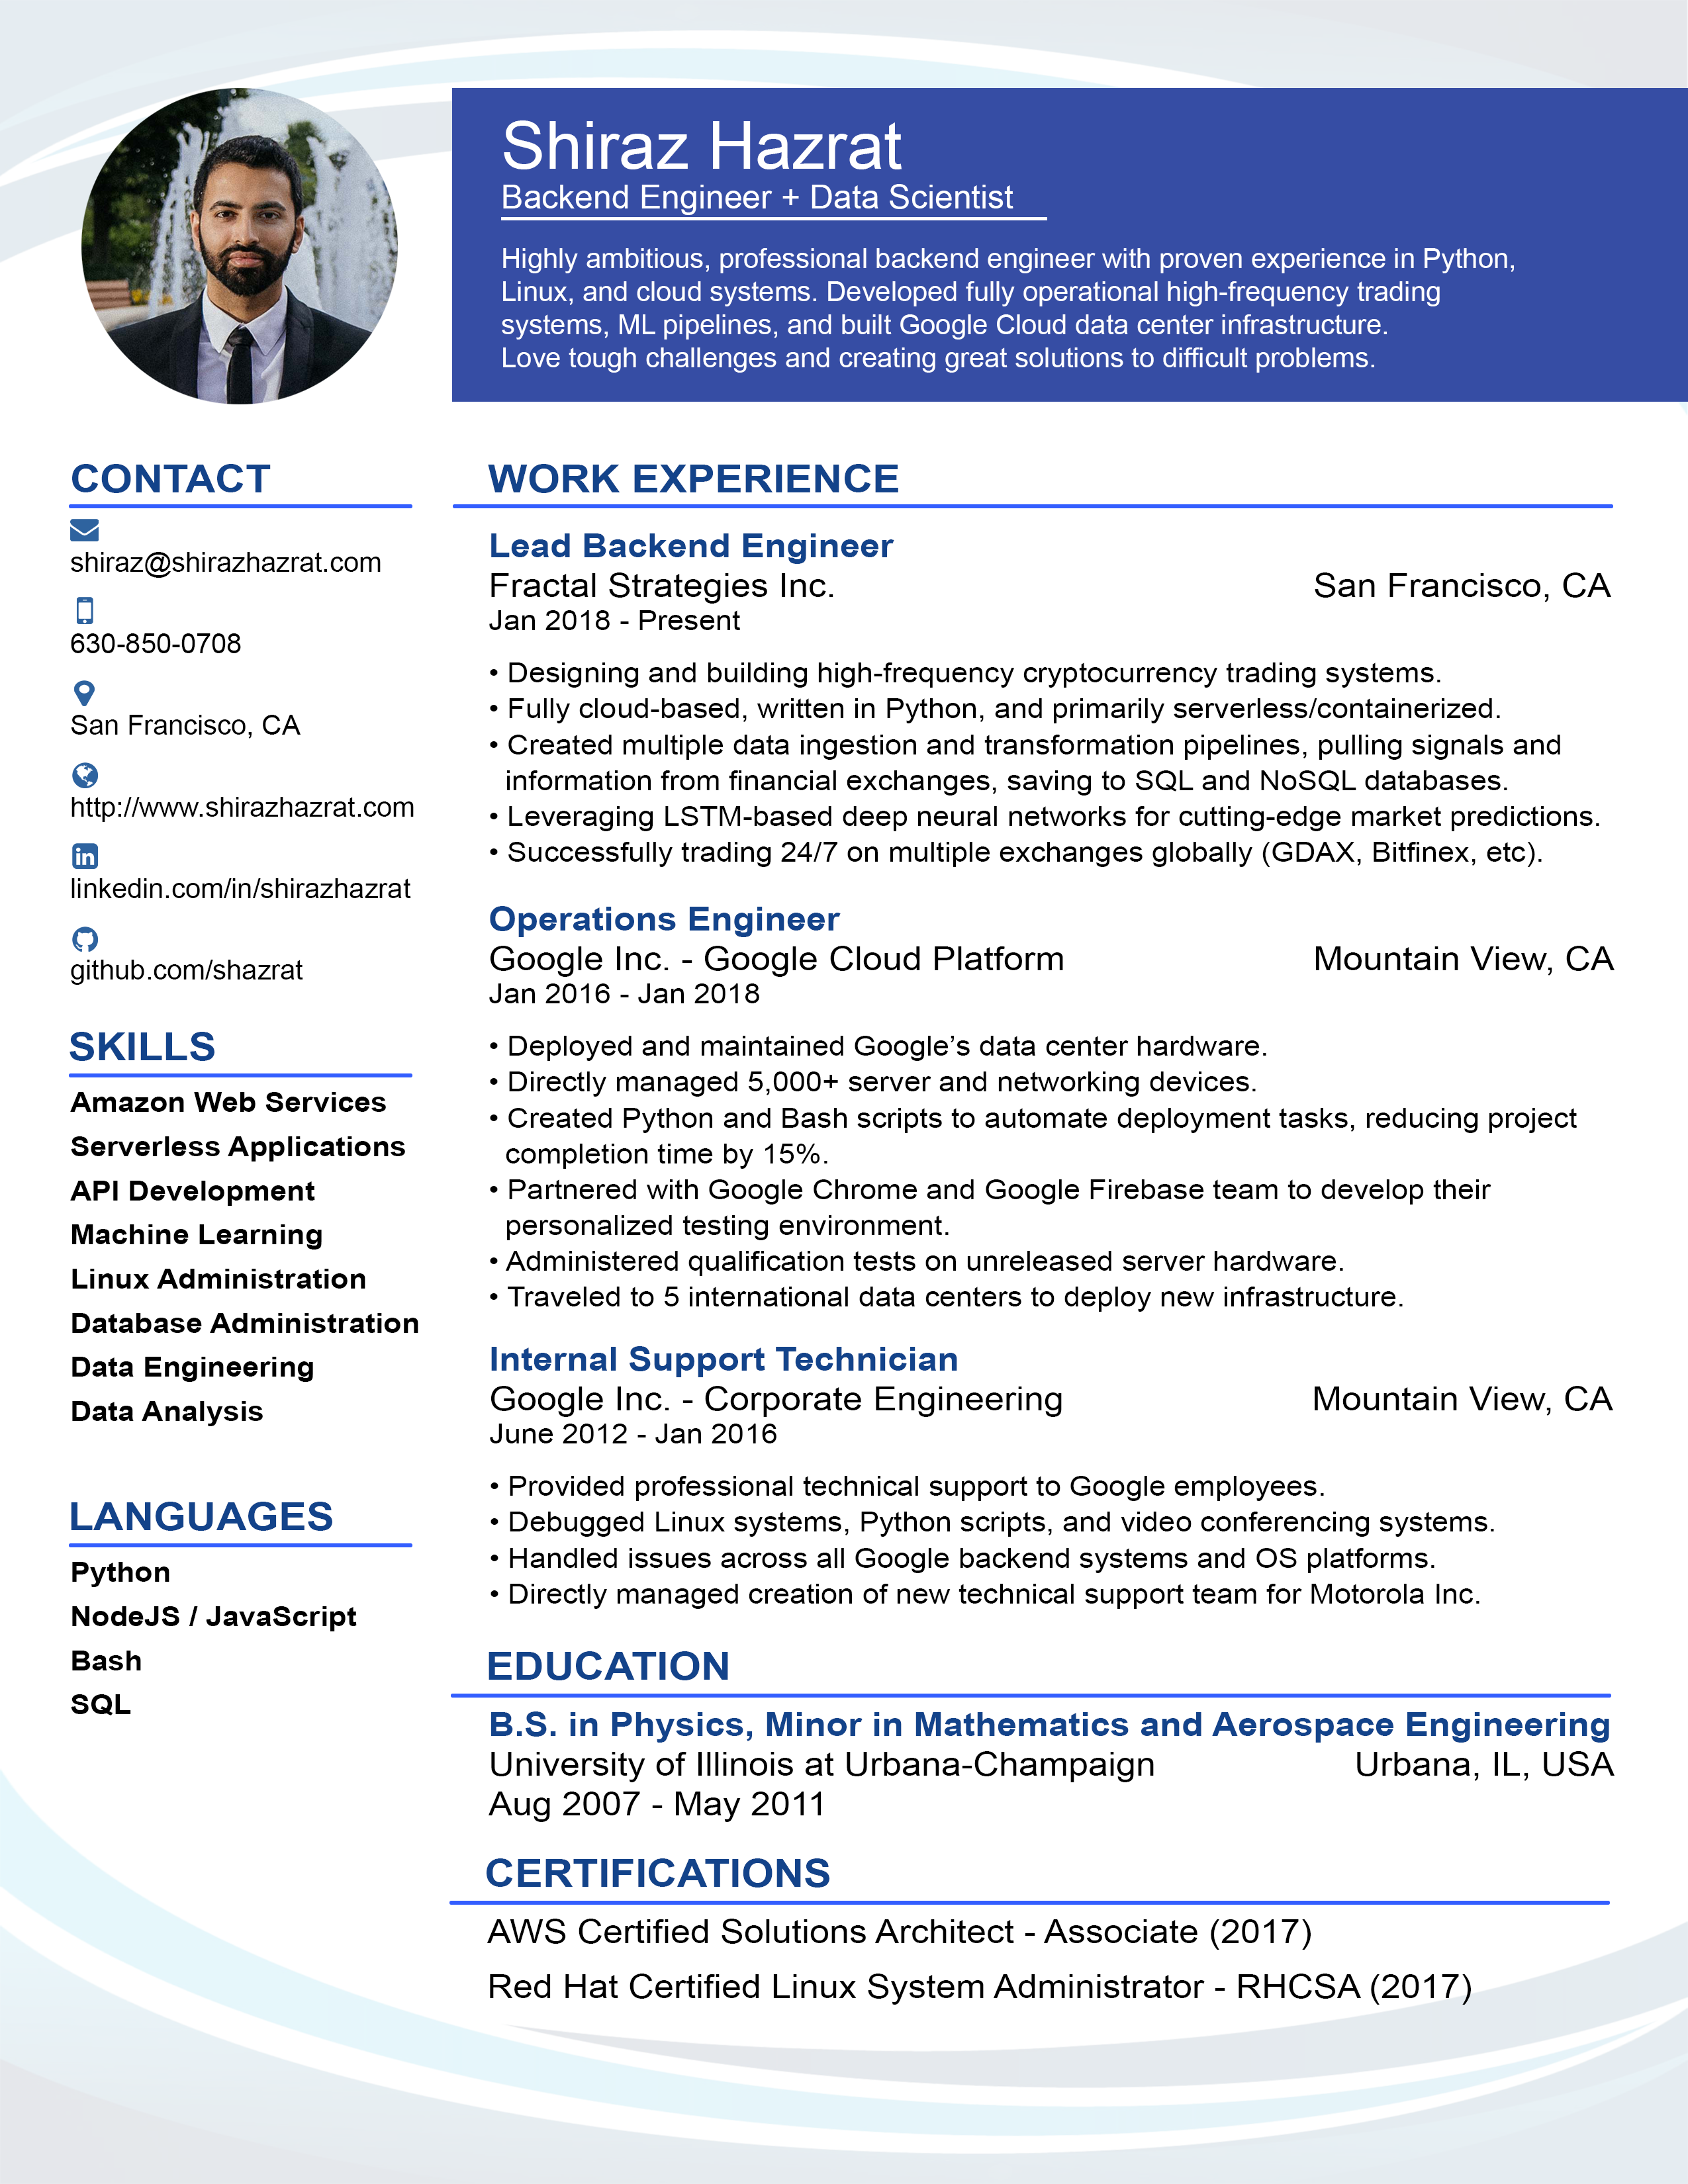 Shiraz Hazrat
Backend Engineer + Data Scientist
Highly ambitious, professional backend engineer with proven experience in Python,
Linux, and cloud systems. Developed fully operational high-frequency trading
systems, ML pipelines, and built Google Cloud data center infrastructure.
Love tough challenges and creating great solutions to difficult problems.
CONTACT
shiraz@shirazhazrat.com
630-850-0708
San Francisco, CA
http://www.shirazhazrat.com
linkedin.com/in/shirazhazrat
github.com/shazrat
SKILLS
Amazon Web Services
Serverless Applications
API Development
Machine Learning
Linux Administration
Database Administration
Data Engineering
Data Analysis
LANGUAGES
Python
NodeJS / JavaScript
Bash
SQL
WORK EXPERIENCE
Lead Backend Engineer
Fractal Strategies Inc. San Francisco, CA
Jan 2018 - Present
• Designing and building high-frequency cryptocurrency trading systems.
• Fully cloud-based, written in Python, and primarily serverless/containerized.
• Created multiple data ingestion and transformation pipelines, pulling signals and
information from financial exchanges, saving to SQL and NoSQL databases.
• Leveraging LSTM-based deep neural networks for cutting-edge market predictions.
• Successfully trading 24/7 on multiple exchanges globally (GDAX, Bitfinex, etc).
Operations Engineer
Google Inc. - Google Cloud Platform Mountain View, CA
Jan 2016 - Jan 2018
• Deployed and maintained Google’s data center hardware.
• Directly managed 5,000+ server and networking devices.
• Created Python and Bash scripts to automate deployment tasks, reducing project
completion time by 15%.
• Partnered with Google Chrome and Google Firebase team to develop their
personalized testing environment.
• Administered qualification tests on unreleased server hardware.
• Traveled to 5 international data centers to deploy new infrastructure.
Internal Support Technician
Google Inc. - Corporate Engineering Mountain View, CA
June 2012 - Jan 2016
• Provided professional technical support to Google employees.
• Debugged Linux systems, Python scripts, and video conferencing systems.
• Handled issues across all Google backend systems and OS platforms.
• Directly managed creation of new technical support team for Motorola Inc.
EDUCATION
B.S. in Physics, Minor in Mathematics and Aerospace Engineering
University of Illinois at Urbana-Champaign Urbana, IL, USA
Aug 2007 - May 2011
CERTIFICATIONS
AWS Certified Solutions Architect - Associate (2017)
Red Hat Certified Linux System Administrator - RHCSA (2017)